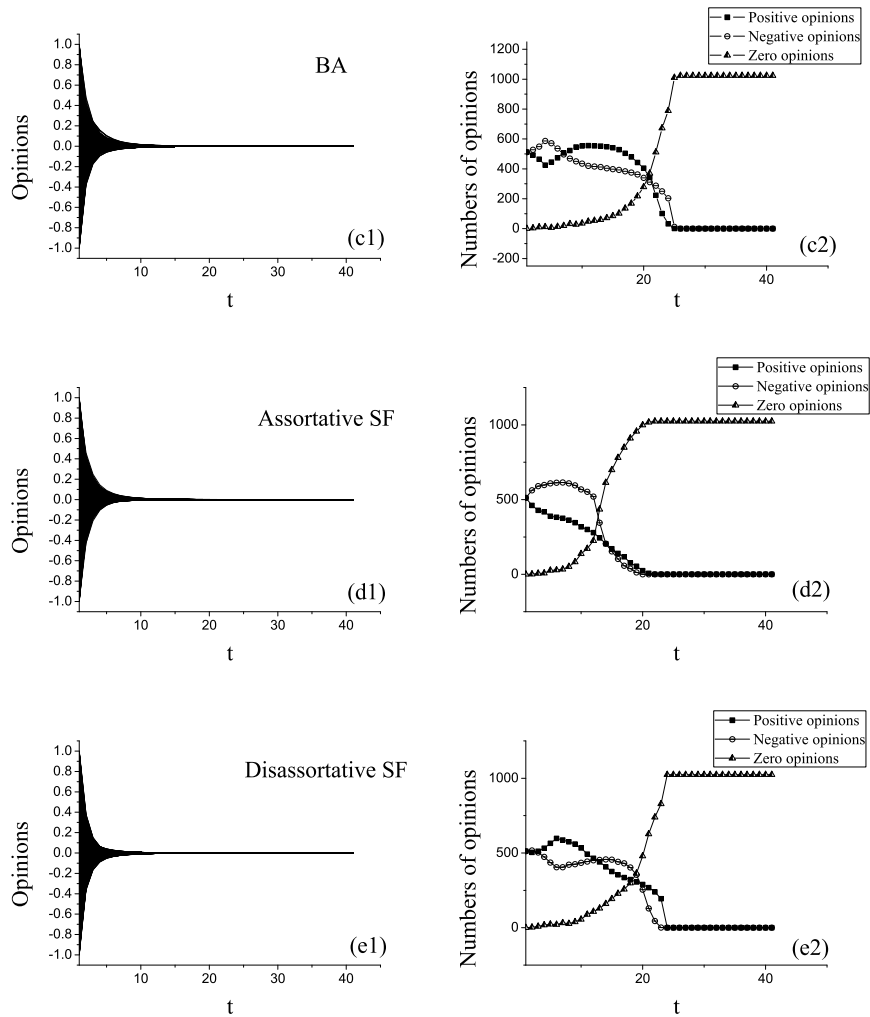 1.0
0.8
0.6
0.4
0.2
0.0
-0.2
-0.4
-0.6
-0.8
-1.0
Opinions
BA
(c1)
10 20 30 40
t
Positive opinions
Negative opinions
Zero opinions
1200
1000
800
600
400
200
0
-200
Numbers of opinions
(c2)
20 40
t
1.0
0.8
0.6
0.4
0.2
0.0
-0.2
-0.4
-0.6
-0.8
-1.0
Opinions
Assortative SF
(d1)
10 20 30 40
t
Positive opinions
Negative opinions
Zero opinions
1000
500
0
Numbers of opinions
(d2)
20 40
t
1.0
0.8
0.6
0.4
0.2
0.0
-0.2
-0.4
-0.6
-0.8
-1.0
Opinions
Disassortative SF
(e1)
10 20 30 40
t
Positive opinions
Negative opinions
Zero opinions
1000
500
0
Numbers of opinions
(e2)
20 40
t